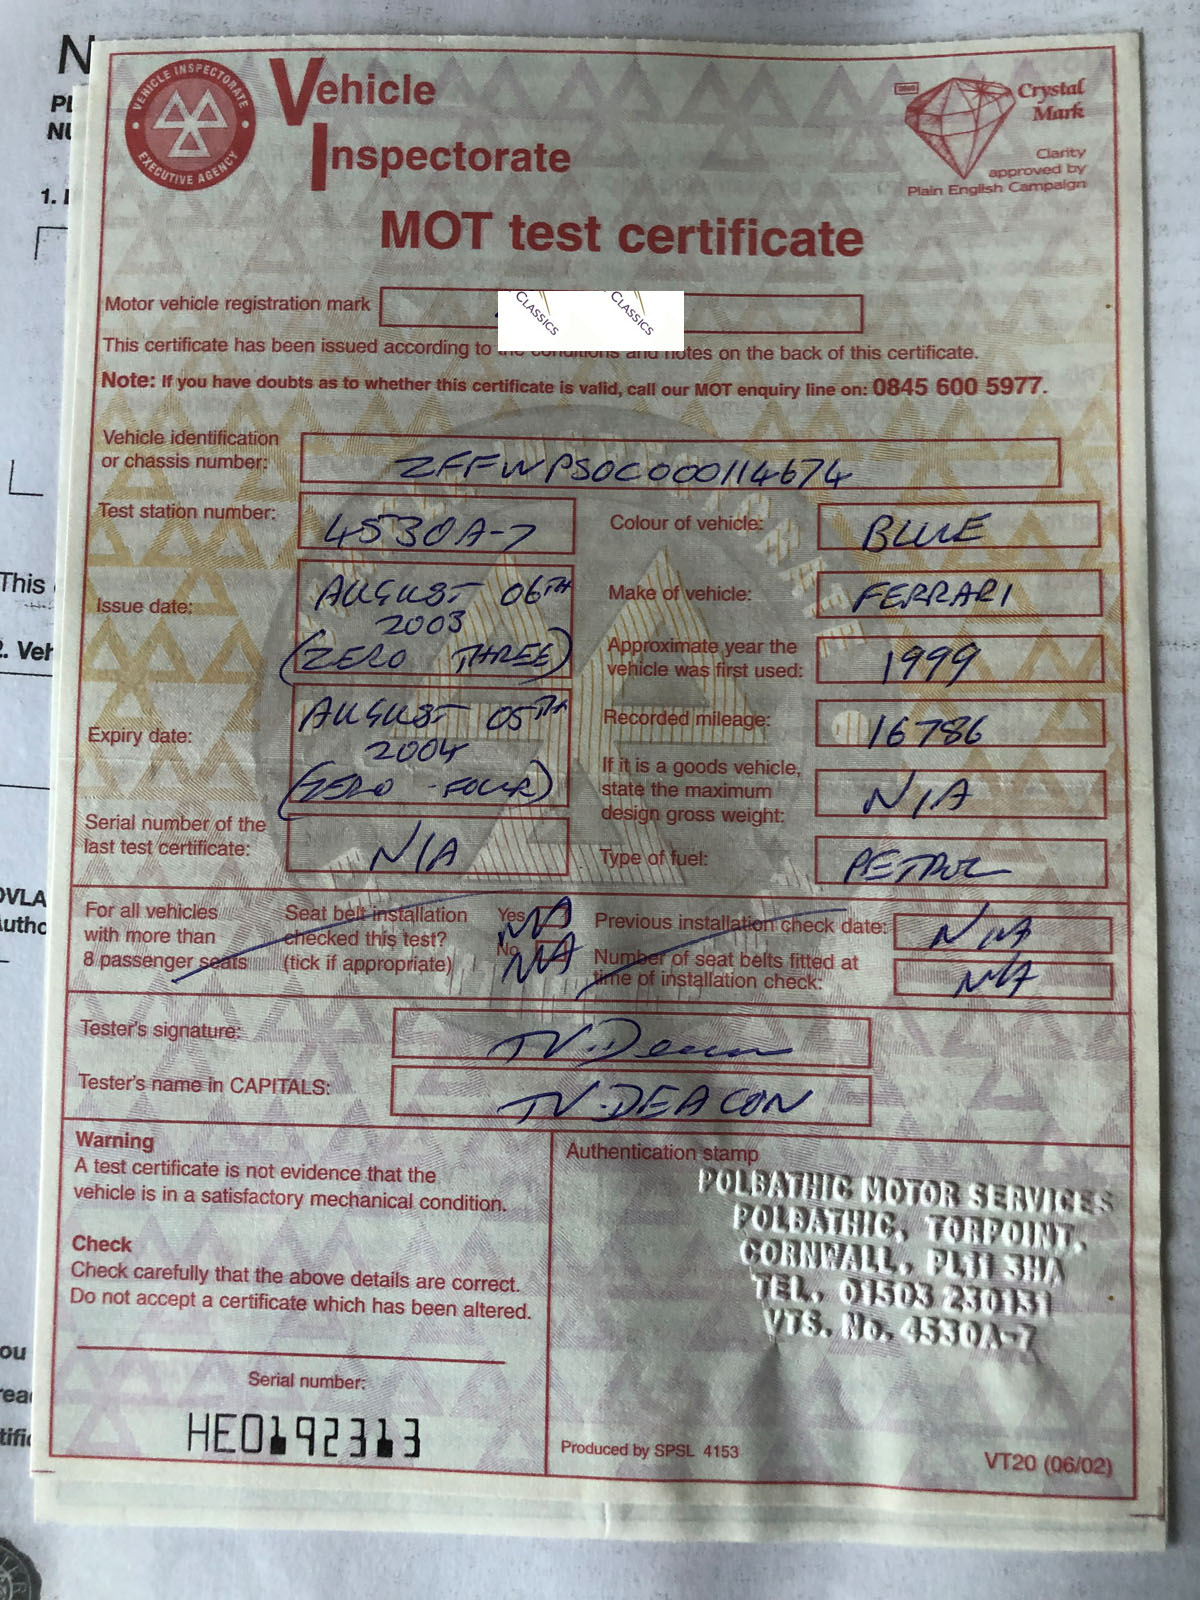 VEHICLE INSPECTORATE
EXECUTIVE AGENCY
Vehicle
Inspectorate
Crystal
Mark
Clarity
approved by
Plain English Campaign
MOT test certificate
Motor vehicle registration mark
CLASSICS CLASSICS
This certificate has been issued according to the conditions and notes on the back of this certificate.
Note: If you have doubts as to whether this certificate is valid, call our MOT enquiry line on: 0845 600 5977.
Vehicle identification
or chassis number:
ZFFWPSOC000114674
Test station number:
4530A-7
Colour of vehicle:
BLUE
Issue date:
AUGUST 06TH
2003
(ZERO THREE)
Make of vehicle:
FERRARI
Approximate year the
vehicle was first used:
1999
Expiry date:
AUGUST 05TH
2004
(ZERO - FOUR)
Recorded mileage:
16786
If it is a goods vehicle,
state the maximum
design gross weight:
N/A
Serial number of the
last test certificate:
N/A
Type of fuel:
PETROL
For all vehicles
with more than
8 passenger seats
Seat belt installation
checked this test?
(tick if appropriate)
Yes NA
No NA
Previous installation check date:
N/A
Number of seat belts fitted at
time of installation check:
N/A
Tester's signature:
TV.Deacon
Tester's name in CAPITALS:
TV.DEACON
Warning
A test certificate is not evidence that the
vehicle is in a satisfactory mechanical condition.
Check
Check carefully that the above details are correct.
Do not accept a certificate which has been altered.
Serial number:
HE0192313
Authentication stamp
POLBATHIC MOTOR SERVICES
POLBATHIC, TORPOINT,
CORNWALL, PL11 3HA
TEL. 01503 230131
VTS. No. 4530A-7
Produced by SPSL 4153
VT20 (06/02)